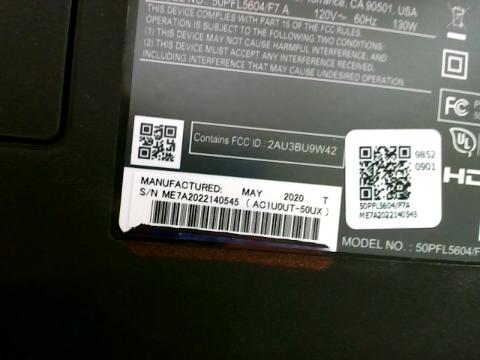 50PFL5604/F7 A Torrance, CA 90501, USA
THIS DEVICE COMPLIES WITH PART 15 OF THE FCC RULES. 120V~ 60Hz 130W
OPERATION IS SUBJECT TO THE FOLLOWING TWO CONDITIONS:
(1) THIS DEVICE MAY NOT CAUSE HARMFUL INTERFERENCE, AND
(2) THIS DEVICE MUST ACCEPT ANY INTERFERENCE RECEIVED,
INCLUDING INTERFERENCE THAT MAY CAUSE UNDESIRED OPERATION.
FC
Contains FCC ID : 2AU3BU9W42
9852
0901
UL
50PFL5604/F7A
ME7A2022140545
MANUFACTURED: MAY 2020 T
S/N ME7A2022140545 ( AC1U0UT-50UX )
MODEL NO. : 50PFL5604/F